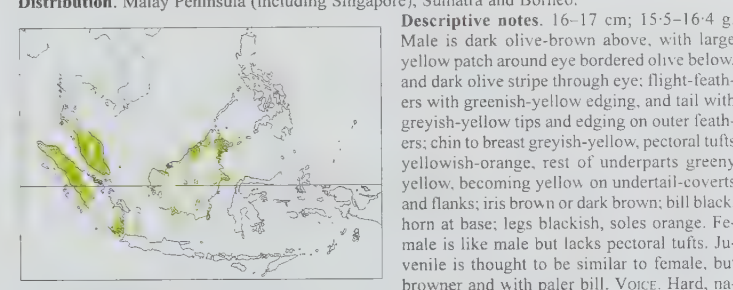 Distribution. Malay Peninsula (including Singapore), Sumatra and Borneo.
Descriptive notes. 16–17 cm; 15·5–16·4 g
Male is dark olive-brown above, with large
yellow patch around eye bordered olive below,
and dark olive stripe through eye; flight-feath-
ers with greenish-yellow edging, and tail with
greyish-yellow tips and edging on outer feath-
ers; chin to breast greyish-yellow, pectoral tufts
yellowish-orange, rest of underparts greeny
yellow, becoming yellow on undertail-coverts
and flanks; iris brown or dark brown; bill black
horn at base; legs blackish, soles orange. Fe-
male is like male but lacks pectoral tufts. Ju-
venile is thought to be similar to female, but
browner and with paler bill. VOICE. Hard, na-